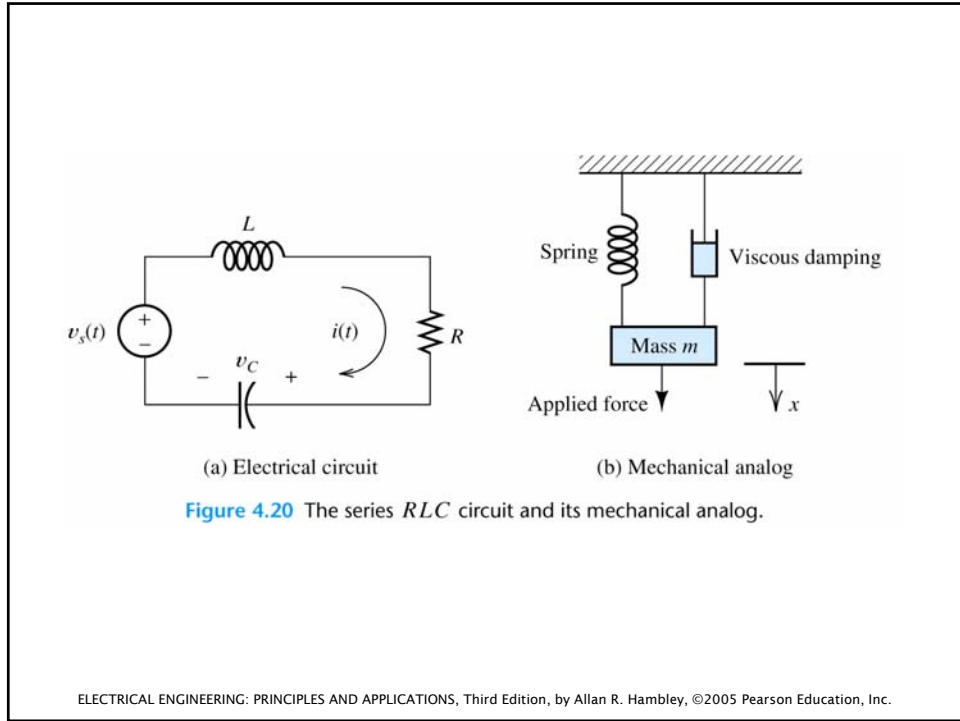 L
v_s(t)
+
−
i(t)
R
−
v_C
+
(a) Electrical circuit
Spring
Viscous damping
Mass m
Applied force
x
(b) Mechanical analog
Figure 4.20 The series RLC circuit and its mechanical analog.
ELECTRICAL ENGINEERING: PRINCIPLES AND APPLICATIONS, Third Edition, by Allan R. Hambley, ©2005 Pearson Education, Inc.